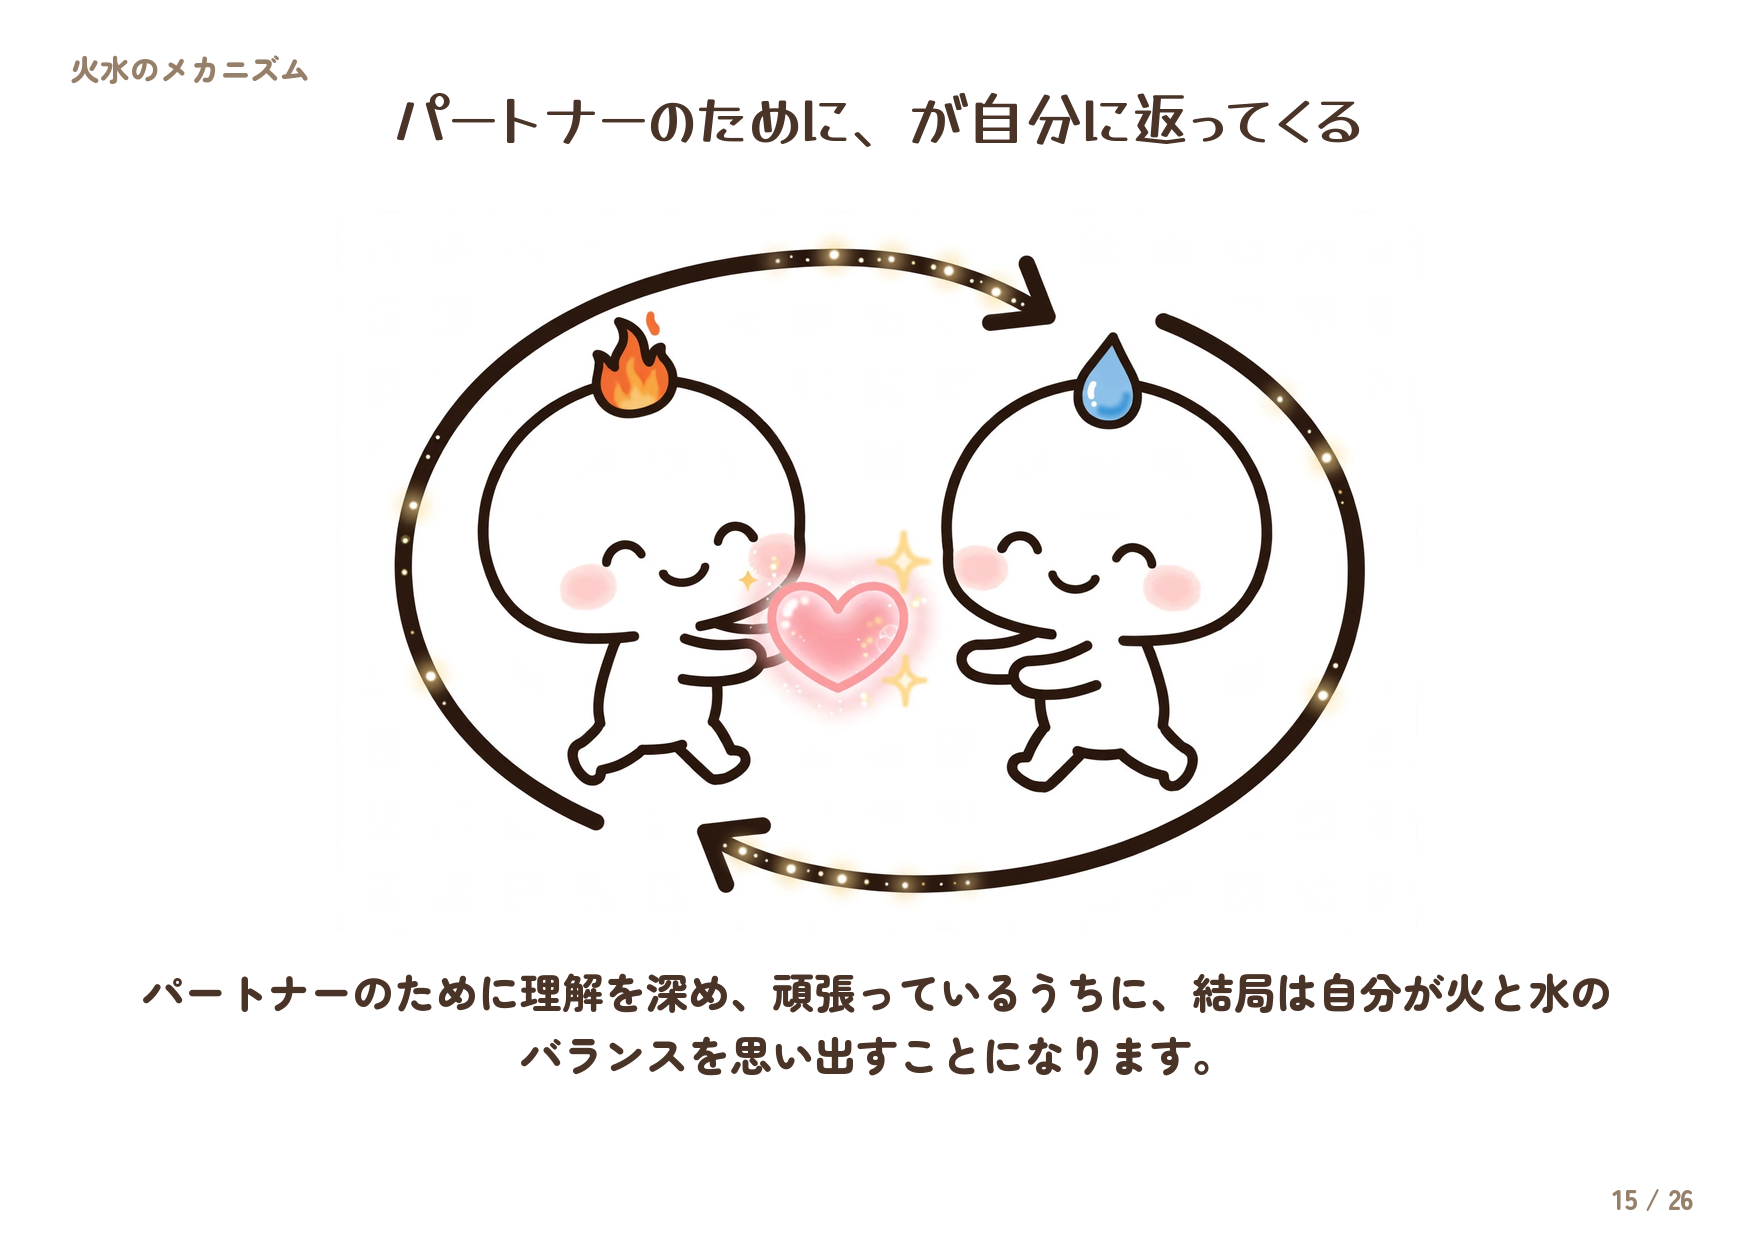 火水のメカニズム
パートナーのために、が自分に返ってくる
パートナーのために理解を深め、頑張っているうちに、結局は自分が火と水の
バランスを思い出すことになります。
15 / 26